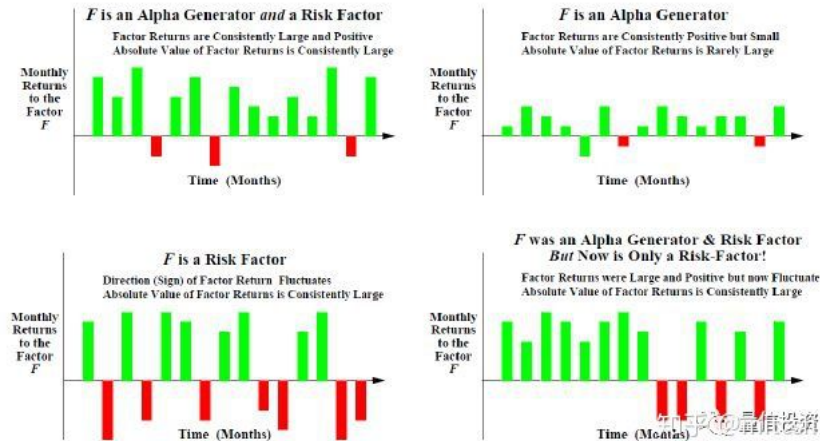 F is an Alpha Generator and a Risk Factor
Factor Returns are Consistently Large and Positive
Absolute Value of Factor Returns is Consistently Large
Monthly
Returns
to the
Factor
F
Time (Months)
F is an Alpha Generator
Factor Returns are Consistently Positive but Small
Absolute Value of Factor Returns is Rarely Large
Monthly
Returns
to the
Factor
F
Time (Months)
F is a Risk Factor
Direction (Sign) of Factor Return Fluctuates
Absolute Value of Factor Returns is Consistently Large
Monthly
Returns
to the
Factor
F
Time (Months)
F was an Alpha Generator & Risk Factor
But Now is Only a Risk-Factor!
Factor Returns were Large and Positive but now Fluctuate
Absolute Value of Factor Returns is Consistently Large
Monthly
Returns
to the
Factor
F
Time (Months)
知乎 @量信投资